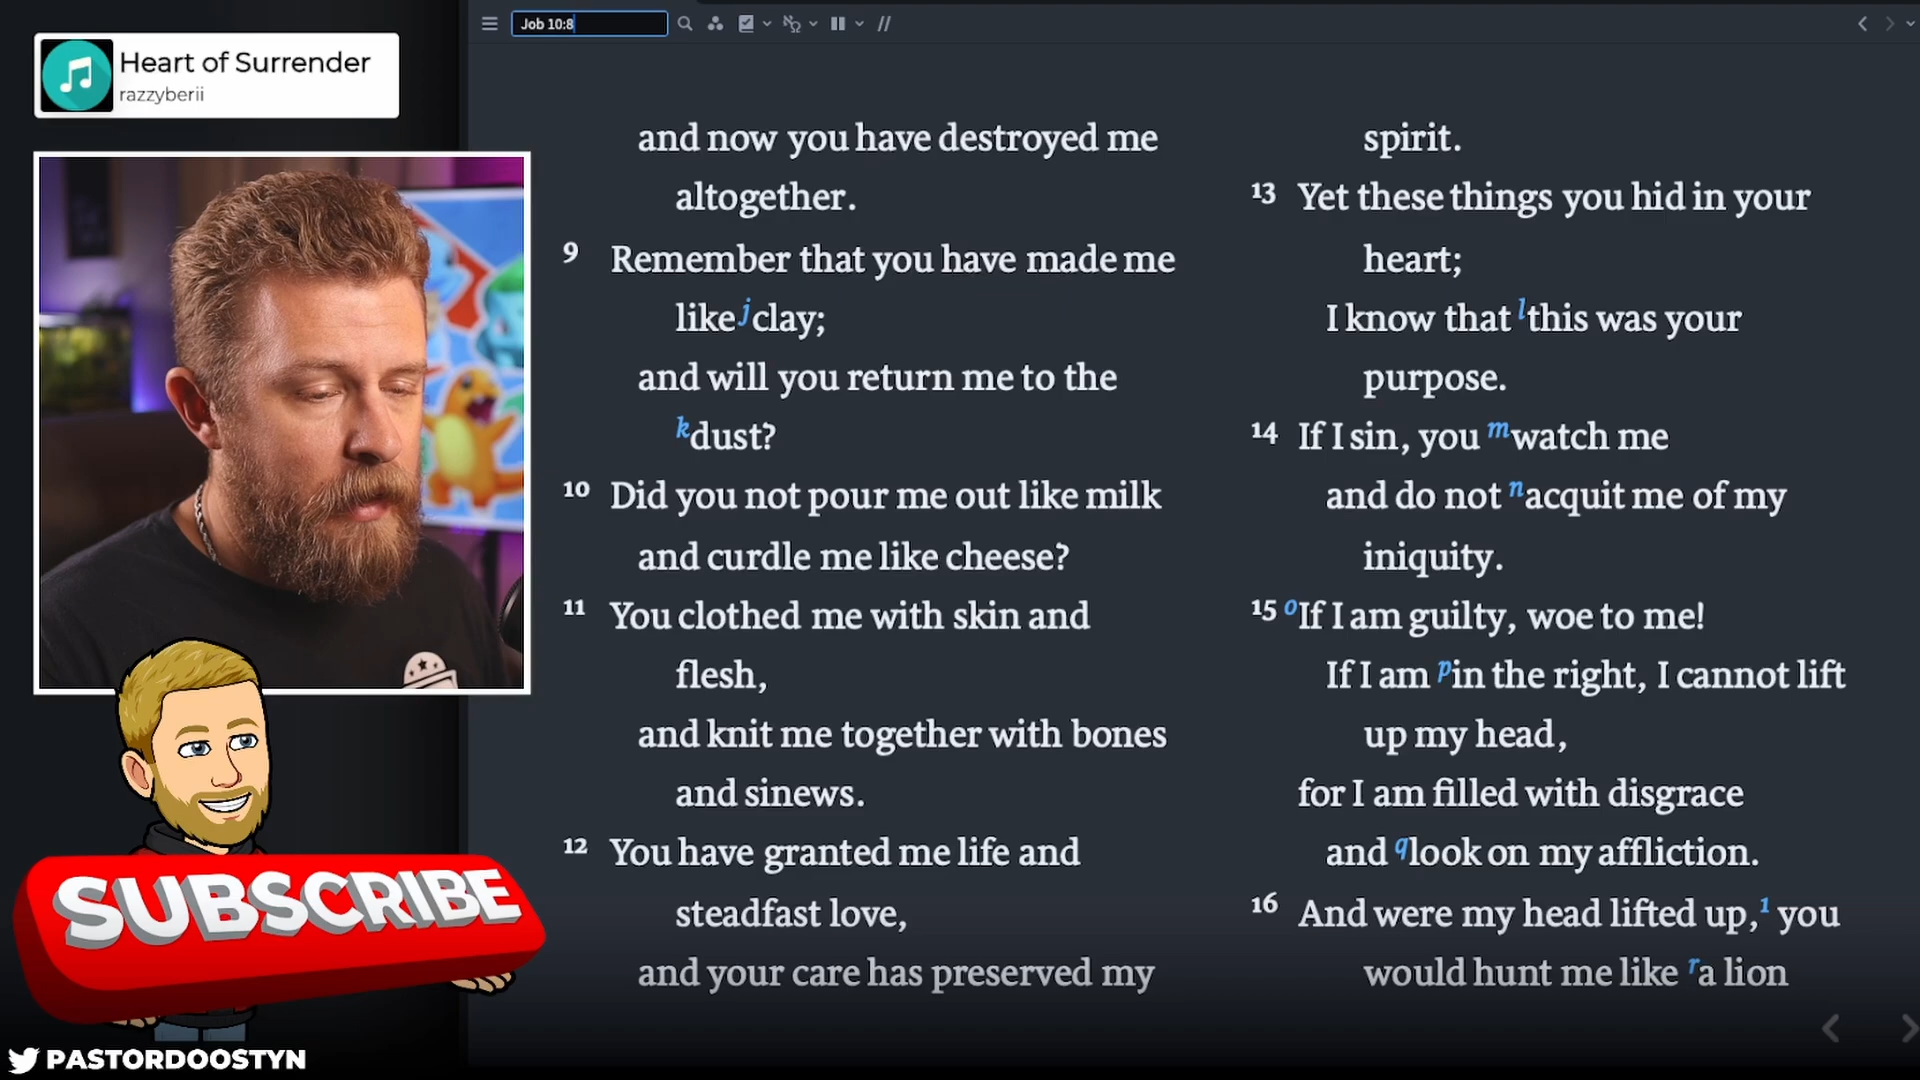 Job 10:8
Heart of Surrender
razzyberii
and now you have destroyed me
altogether.
9 Remember that you have made me
like j clay;
and will you return me to the
k dust?
10 Did you not pour me out like milk
and curdle me like cheese?
11 You clothed me with skin and
flesh,
and knit me together with bones
and sinews.
12 You have granted me life and
steadfast love,
and your care has preserved my
spirit.
13 Yet these things you hid in your
heart;
I know that l this was your
purpose.
14 If I sin, you m watch me
and do not n acquit me of my
iniquity.
15 o If I am guilty, woe to me!
If I am p in the right, I cannot lift
up my head,
for I am filled with disgrace
and q look on my affliction.
16 And were my head lifted up,1 you
would hunt me like r a lion
SUBSCRIBE
PASTORDOOSTYN